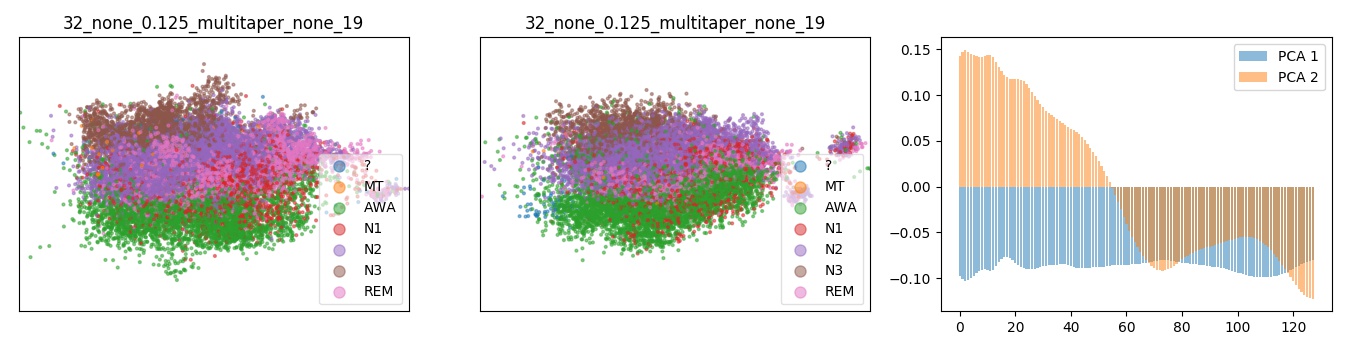 32_none_0.125_multitaper_none_19
?
MT
AWA
N1
N2
N3
REM
32_none_0.125_multitaper_none_19
?
MT
AWA
N1
N2
N3
REM
PCA 1
PCA 2
0.15
0.10
0.05
0.00
−0.05
−0.10
0 20 40 60 80 100 120